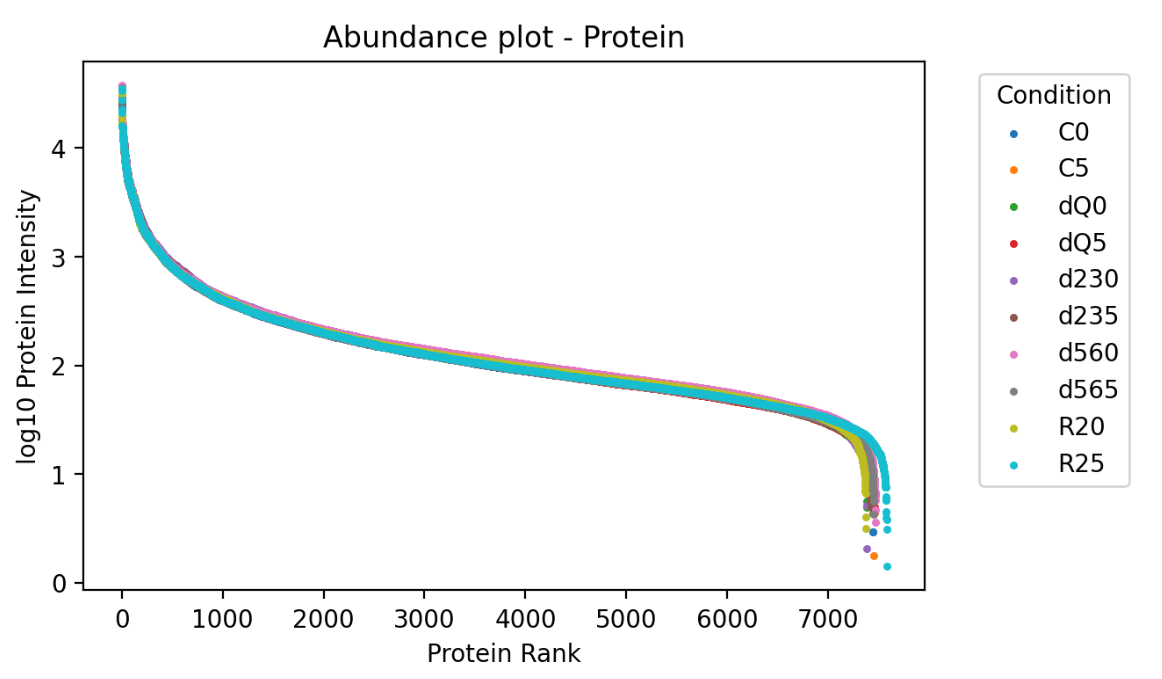 Abundance plot - Protein
log10 Protein Intensity
4
3
2
1
0
0 1000 2000 3000 4000 5000 6000 7000
Protein Rank
Condition
C0
C5
dQ0
dQ5
d230
d235
d560
d565
R20
R25